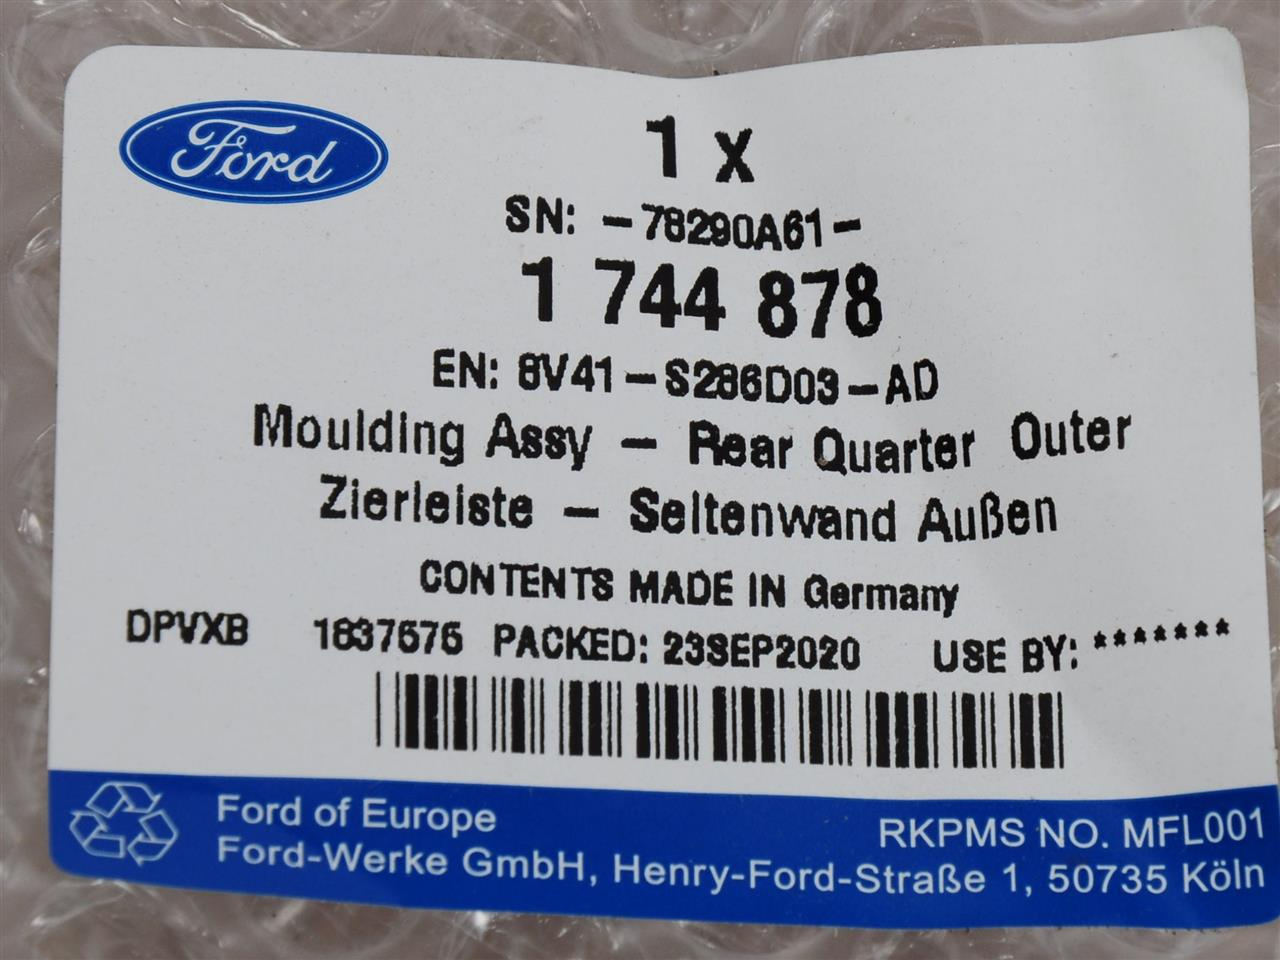 Ford
1 x
SN: -78290A61-
1 744 878
EN: 8V41-S286D03-AD
Moulding Assy - Rear Quarter Outer
Zierleiste - Seitenwand Außen
CONTENTS MADE IN Germany
DPVXB 1837575 PACKED: 23SEP2020 USE BY: *******
Ford of Europe
RKPMS NO. MFL001
Ford-Werke GmbH, Henry-Ford-Straße 1, 50735 Köln